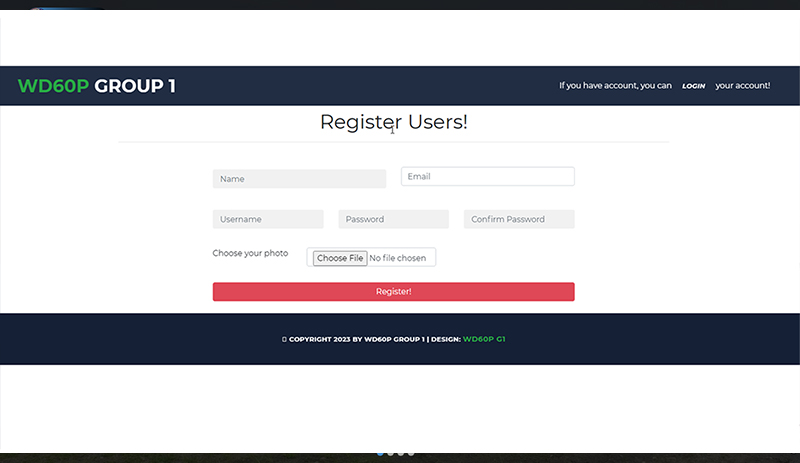 WD60P GROUP 1
If you have account, you can LOGIN your account!
Register Users!
Name
Email
Username
Password
Confirm Password
Choose your photo
Choose File No file chosen
Register!
COPYRIGHT 2023 BY WD60P GROUP 1 | DESIGN: WD60P G1